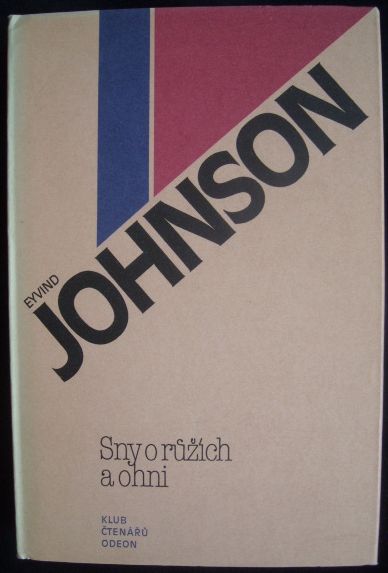 EYVIND
JOHNSON
Sny o růžích
a ohni
KLUB
ČTENÁŘŮ
ODEON